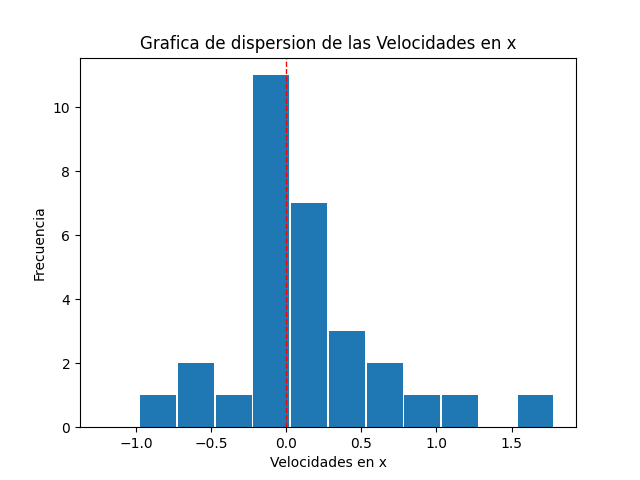 Grafica de dispersion de las Velocidades en x
Frecuencia
10
8
6
4
2
0
−1.0 −0.5 0.0 0.5 1.0 1.5
Velocidades en x